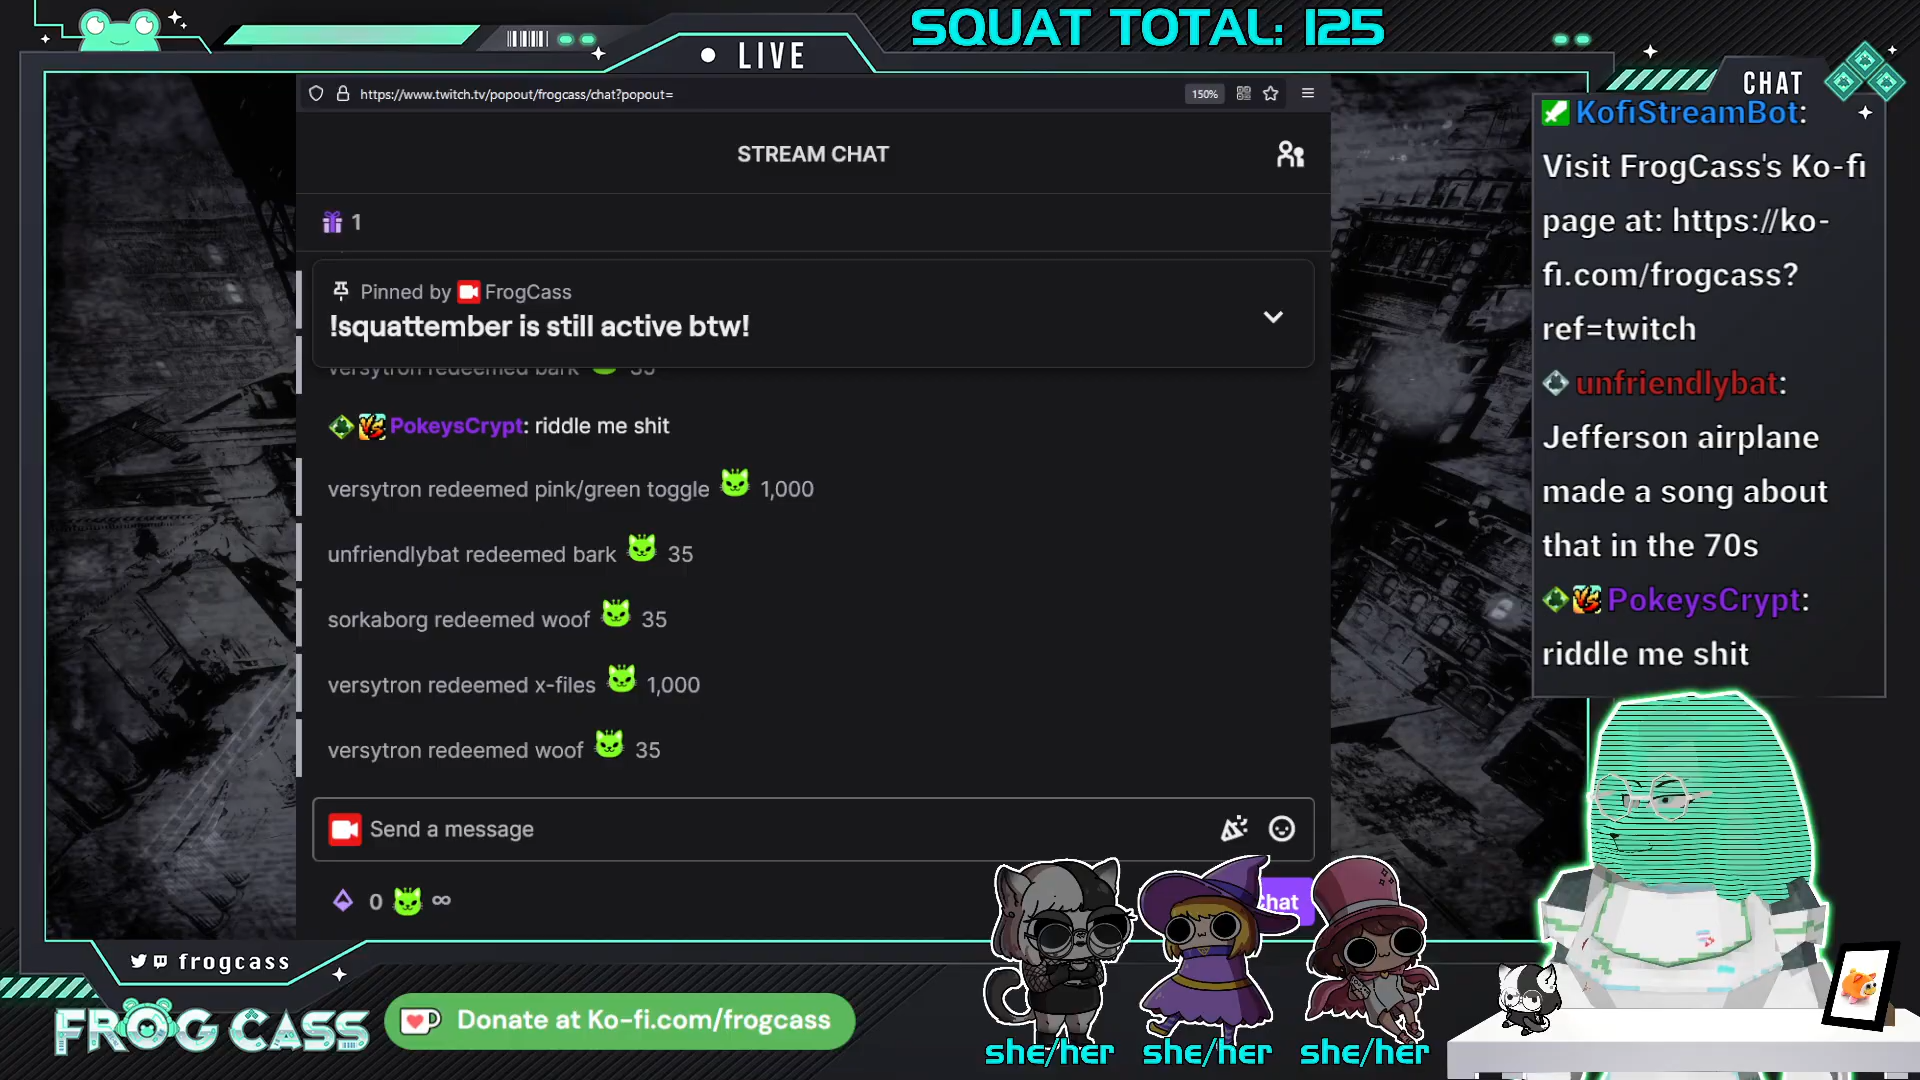 SQUAT TOTAL: 125
LIVE
CHAT
https://www.twitch.tv/popout/frogcass/chat?popout=
150%
STREAM CHAT
1
Pinned by FrogCass
!squattember is still active btw!
versytron redeemed bark 35
PokeysCrypt: riddle me shit
versytron redeemed pink/green toggle 1,000
unfriendlybat redeemed bark 35
sorkaborg redeemed woof 35
versytron redeemed x-files 1,000
versytron redeemed woof 35
Send a message
0 ∞
chat
KofiStreamBot:
Visit FrogCass's Ko-fi
page at: https://ko-
fi.com/frogcass?
ref=twitch
unfriendlybat:
Jefferson airplane
made a song about
that in the 70s
PokeysCrypt:
riddle me shit
frogcass
FROG CASS
Donate at Ko-fi.com/frogcass
she/her
she/her
she/her